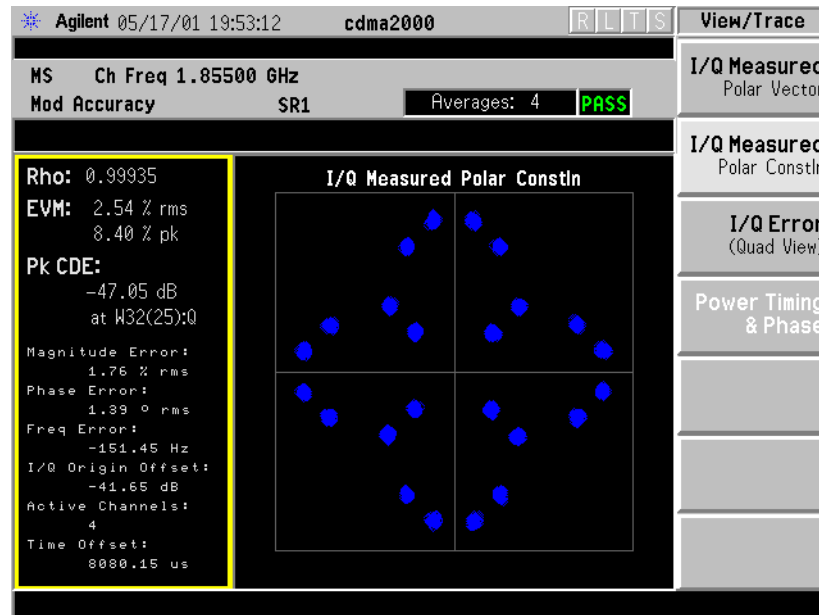 Agilent 05/17/01 19:53:12 cdma2000 R L T S View/Trace
MS Ch Freq 1.85500 GHz
Mod Accuracy SR1 Averages: 4 PASS
I/Q Measured
Polar Vector
I/Q Measured
Polar Constln
I/Q Error
(Quad View)
Power Timing
& Phase
Rho: 0.99935
EVM: 2.54 % rms
8.40 % pk
Pk CDE:
-47.05 dB
at W32(25):Q
Magnitude Error:
1.76 % rms
Phase Error:
1.39 º rms
Freq Error:
-151.45 Hz
I/Q Origin Offset:
-41.65 dB
Active Channels:
4
Time Offset:
8080.15 us
I/Q Measured Polar Constln